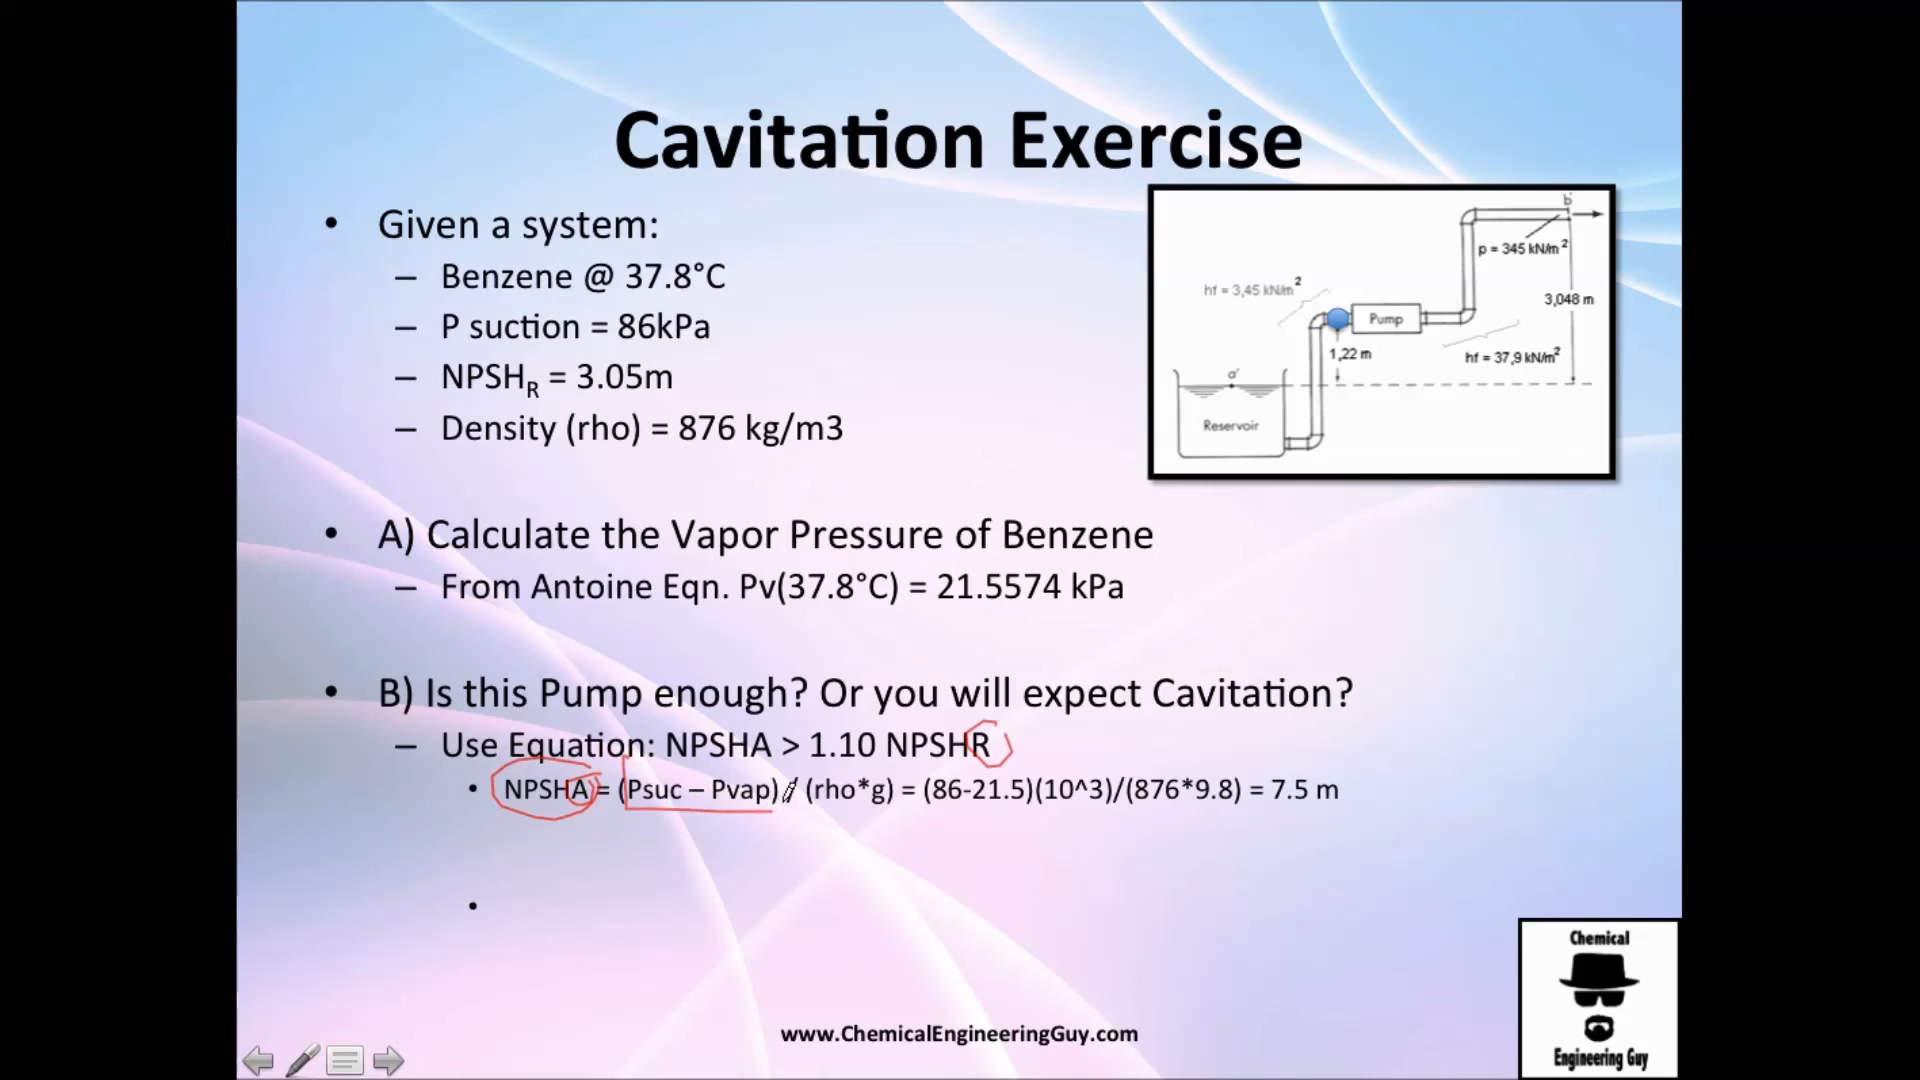 Cavitation Exercise
• Given a system:
– Benzene @ 37.8°C
– P suction = 86kPa
– NPSHR = 3.05m
– Density (rho) = 876 kg/m3
b
p = 345 kN/m²
hf = 3,45 kN/m²
3,048 m
Pump
1,22 m
hf = 37,9 kN/m²
a'
Reservoir
• A) Calculate the Vapor Pressure of Benzene
– From Antoine Eqn. Pv(37.8°C) = 21.5574 kPa
• B) Is this Pump enough? Or you will expect Cavitation?
– Use Equation: NPSHA > 1.10 NPSHR
• NPSHA = (Psuc – Pvap) / (rho*g) = (86-21.5)(10^3)/(876*9.8) = 7.5 m
•
Chemical
Engineering Guy
www.ChemicalEngineeringGuy.com